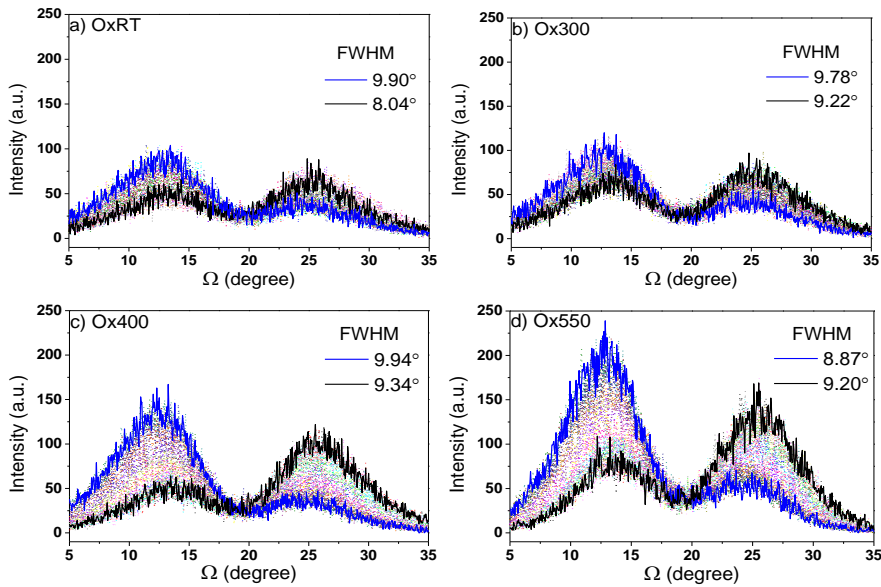 a) OxRT
FWHM
9.90°
8.04°
Intensity (a.u.)
250
200
150
100
50
0
5 10 15 20 25 30 35
Ω (degree)
b) Ox300
FWHM
9.78°
9.22°
Intensity (a.u.)
250
200
150
100
50
0
5 10 15 20 25 30 35
Ω (degree)
c) Ox400
FWHM
9.94°
9.34°
Intensity (a.u.)
250
200
150
100
50
0
5 10 15 20 25 30 35
Ω (degree)
d) Ox550
FWHM
8.87°
9.20°
Intensity (a.u.)
250
200
150
100
50
0
5 10 15 20 25 30 35
Ω (degree)